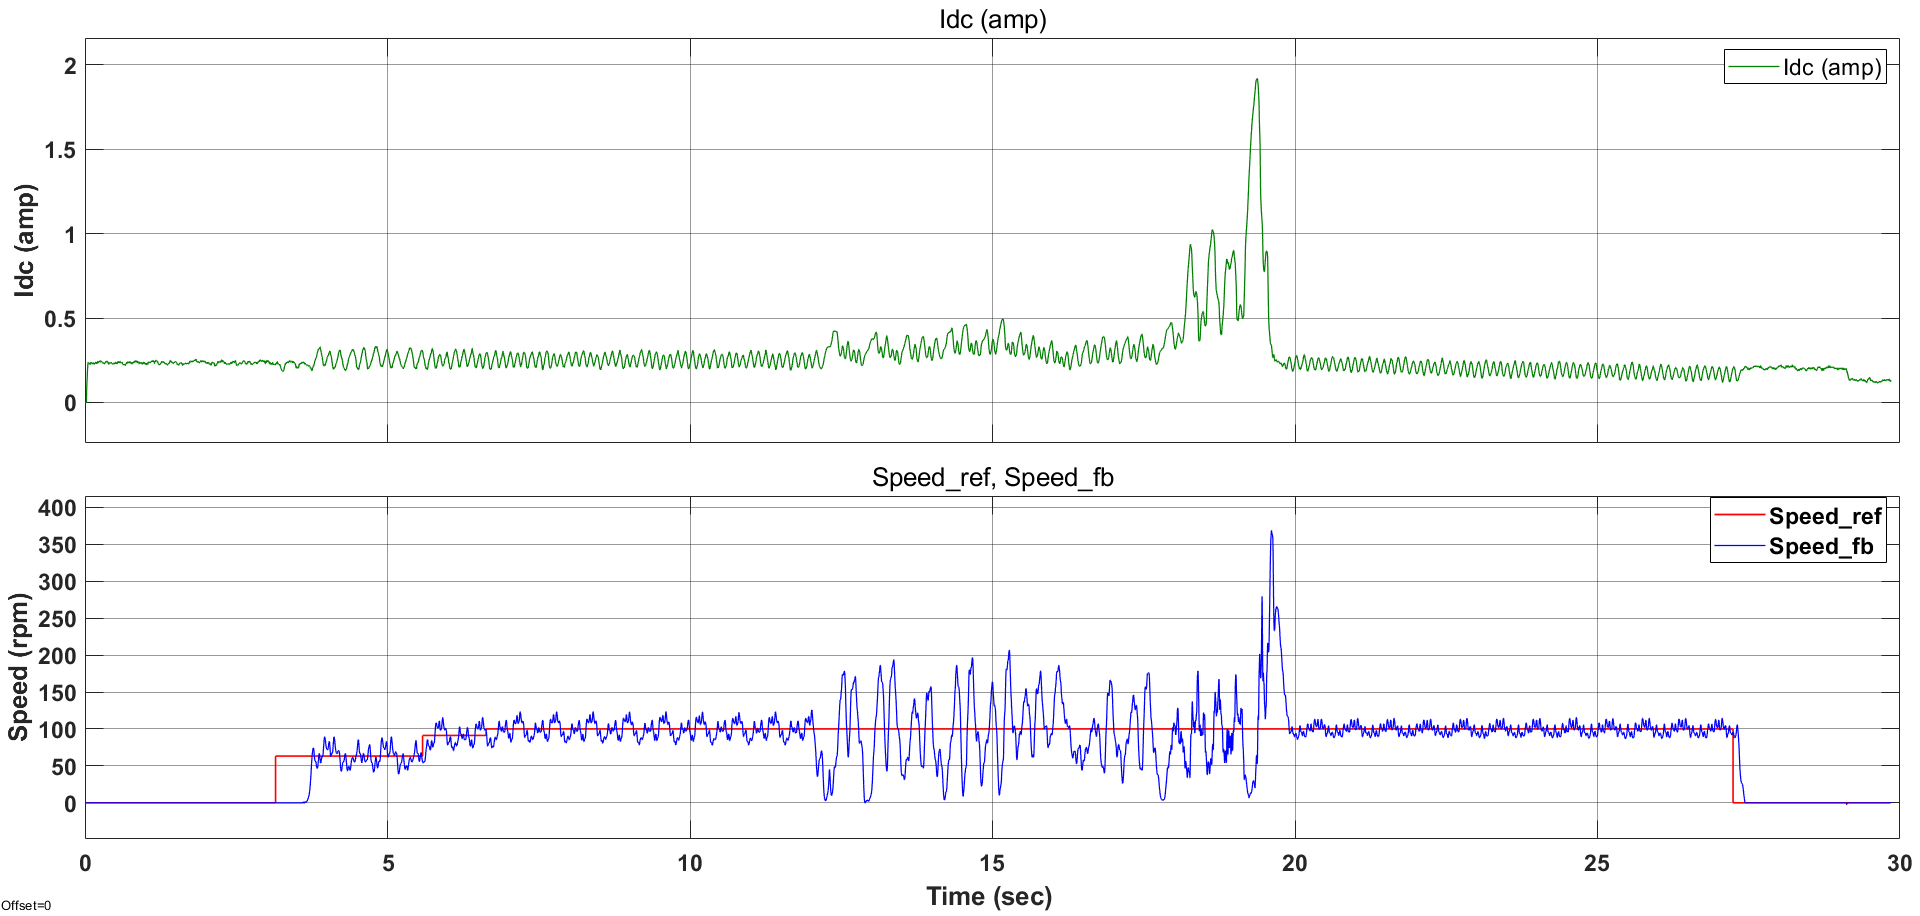 Idc (amp)
Idc (amp)
2
1.5
1
0.5
0
Idc (amp)
Speed_ref, Speed_fb
Speed_ref
Speed_fb
400
350
300
250
200
150
100
50
0
Speed (rpm)
0 5 10 15 20 25 30
Time (sec)
Offset=0